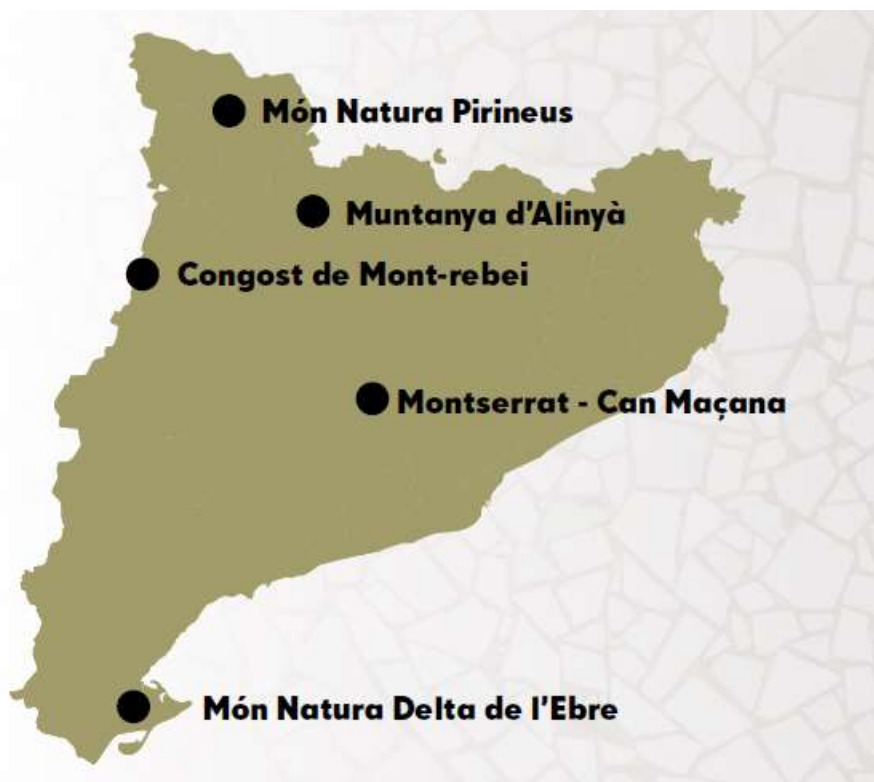 Món Natura Pirineus
Muntanya d'Alinyà
Congost de Mont-rebei
Montserrat - Can Maçana
Món Natura Delta de l'Ebre